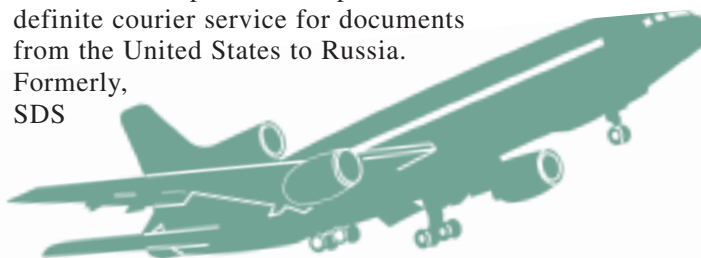 definite courier service for documents
from the United States to Russia.
Formerly,
SDS